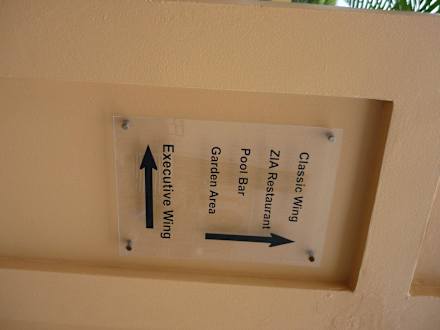 Classic Wing
ZIA Restaurant
Pool Bar
Garden Area
Executive Wing